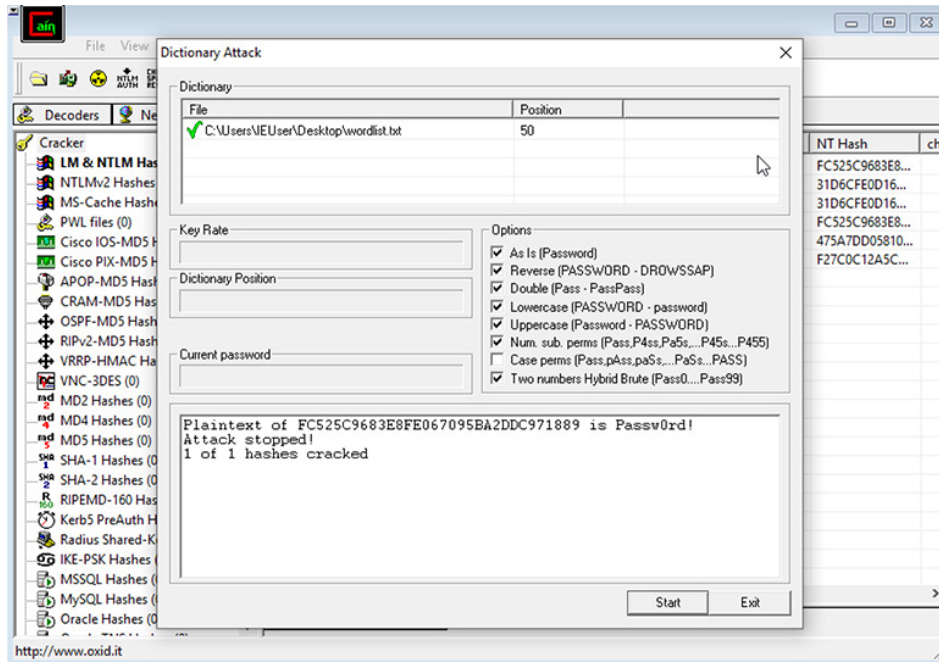 Cain
File View
NTLM AUTH
Decoders
Ne
Cracker
LM & NTLM Has
NTLMv2 Hashes
MS-Cache Hashe
PWL files (0)
Cisco IOS-MD5 H
Cisco PIX-MD5 H
APOP-MD5 Hash
CRAM-MD5 Has
OSPF-MD5 Hash
RIPv2-MD5 Hash
VRRP-HMAC Ha
VNC-3DES (0)
MD2 Hashes (0)
MD4 Hashes (0)
MD5 Hashes (0)
SHA-1 Hashes (0
SHA-2 Hashes (0
RIPEMD-160 Has
Kerb5 PreAuth H
Radius Shared-K
IKE-PSK Hashes (
MSSQL Hashes (
MySQL Hashes (
Oracle Hashes (0
http://www.oxid.it
Dictionary Attack
Dictionary
File Position
C:\Users\IEUser\Desktop\wordlist.txt 50
Key Rate
Dictionary Position
Current password
Options
As Is (Password)
Reverse (PASSWORD - DROWSSAP)
Double (Pass - PassPass)
Lowercase (PASSWORD - password)
Uppercase (Password - PASSWORD)
Num. sub. perms (Pass,P4ss,Pa5s,...P45s...P455)
Case perms (Pass,pAss,paSs,...PaSs...PASS)
Two numbers Hybrid Brute (Pass0....Pass99)
Plaintext of FC525C9683E8FE067095BA2DDC971889 is Passw0rd!
Attack stopped!
1 of 1 hashes cracked
Start Exit
NT Hash ch
FC525C9683E8...
31D6CFE0D16...
31D6CFE0D16...
FC525C9683E8...
475A7DD05810...
F27C0C12A5C...